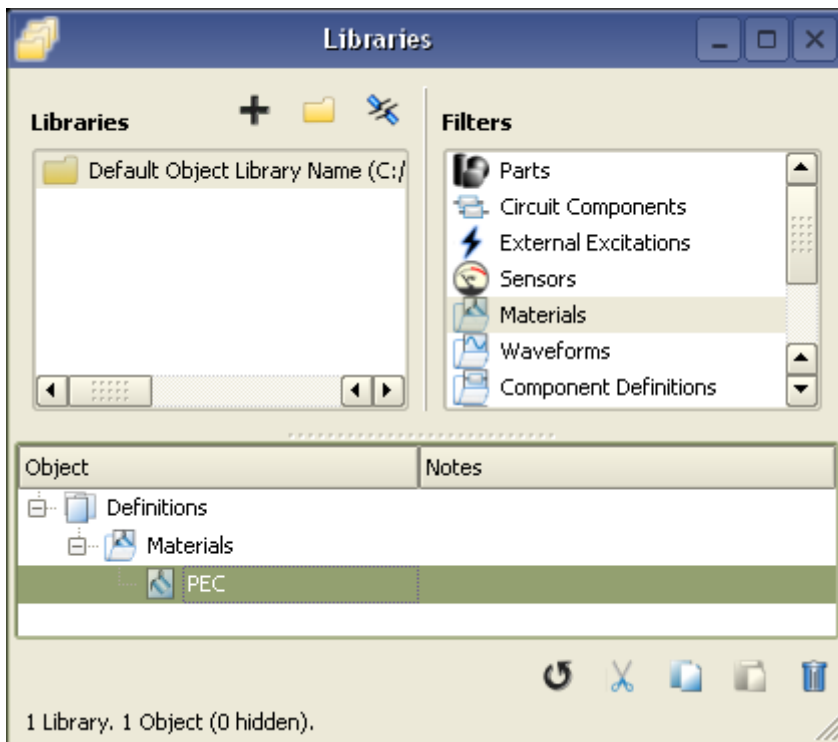 Libraries
Libraries
Filters
Default Object Library Name (C:/
Parts
Circuit Components
External Excitations
Sensors
Materials
Waveforms
Component Definitions
Object
Notes
Definitions
Materials
PEC
1 Library. 1 Object (0 hidden).